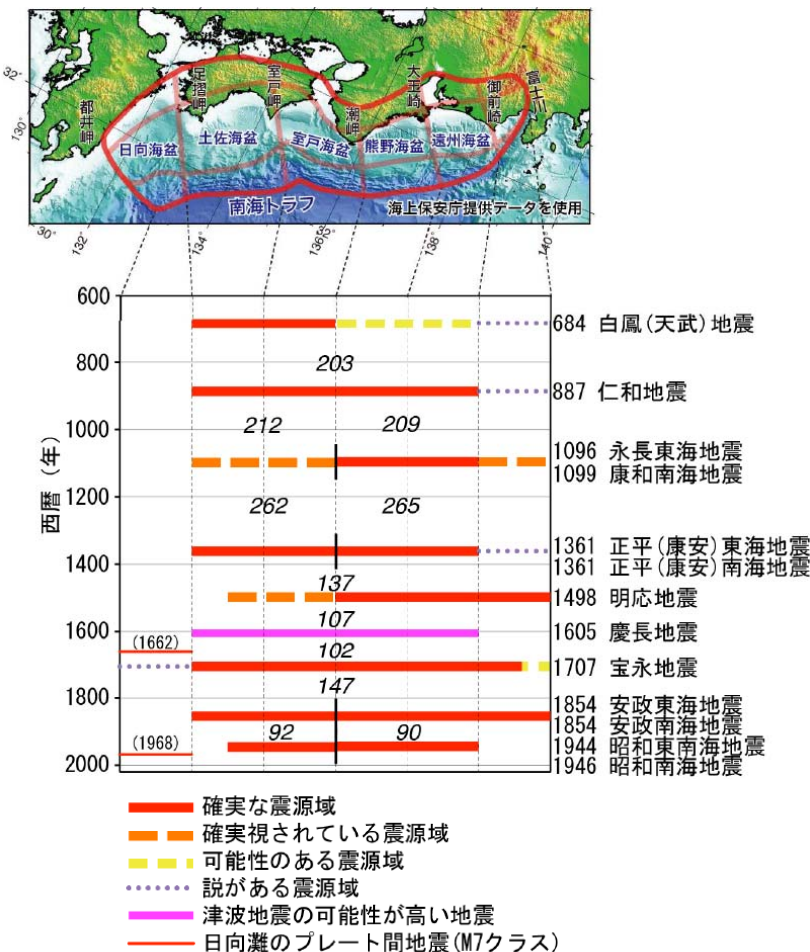 32°
130°
都井岬
足摺岬
室戸岬
潮岬
大王崎
御前崎
富士川
日向海盆
土佐海盆
室戸海盆
熊野海盆
遠州海盆
南海トラフ
海上保安庁提供データを使用
30°
132°
134°
136°
138°
140°
西暦（年）
600
684 白鳳(天武)地震
800
203
887 仁和地震
1000
212 209
1096 永長東海地震
1099 康和南海地震
1200
262 265
1361 正平(康安)東海地震
1361 正平(康安)南海地震
1400
137
1498 明応地震
107
1600
1605 慶長地震
(1662)
102
1707 宝永地震
147
1800
1854 安政東海地震
1854 安政南海地震
(1968)
92 90
1944 昭和東南海地震
1946 昭和南海地震
2000
確実な震源域
確実視されている震源域
可能性のある震源域
説がある震源域
津波地震の可能性が高い地震
日向灘のプレート間地震(M7クラス)